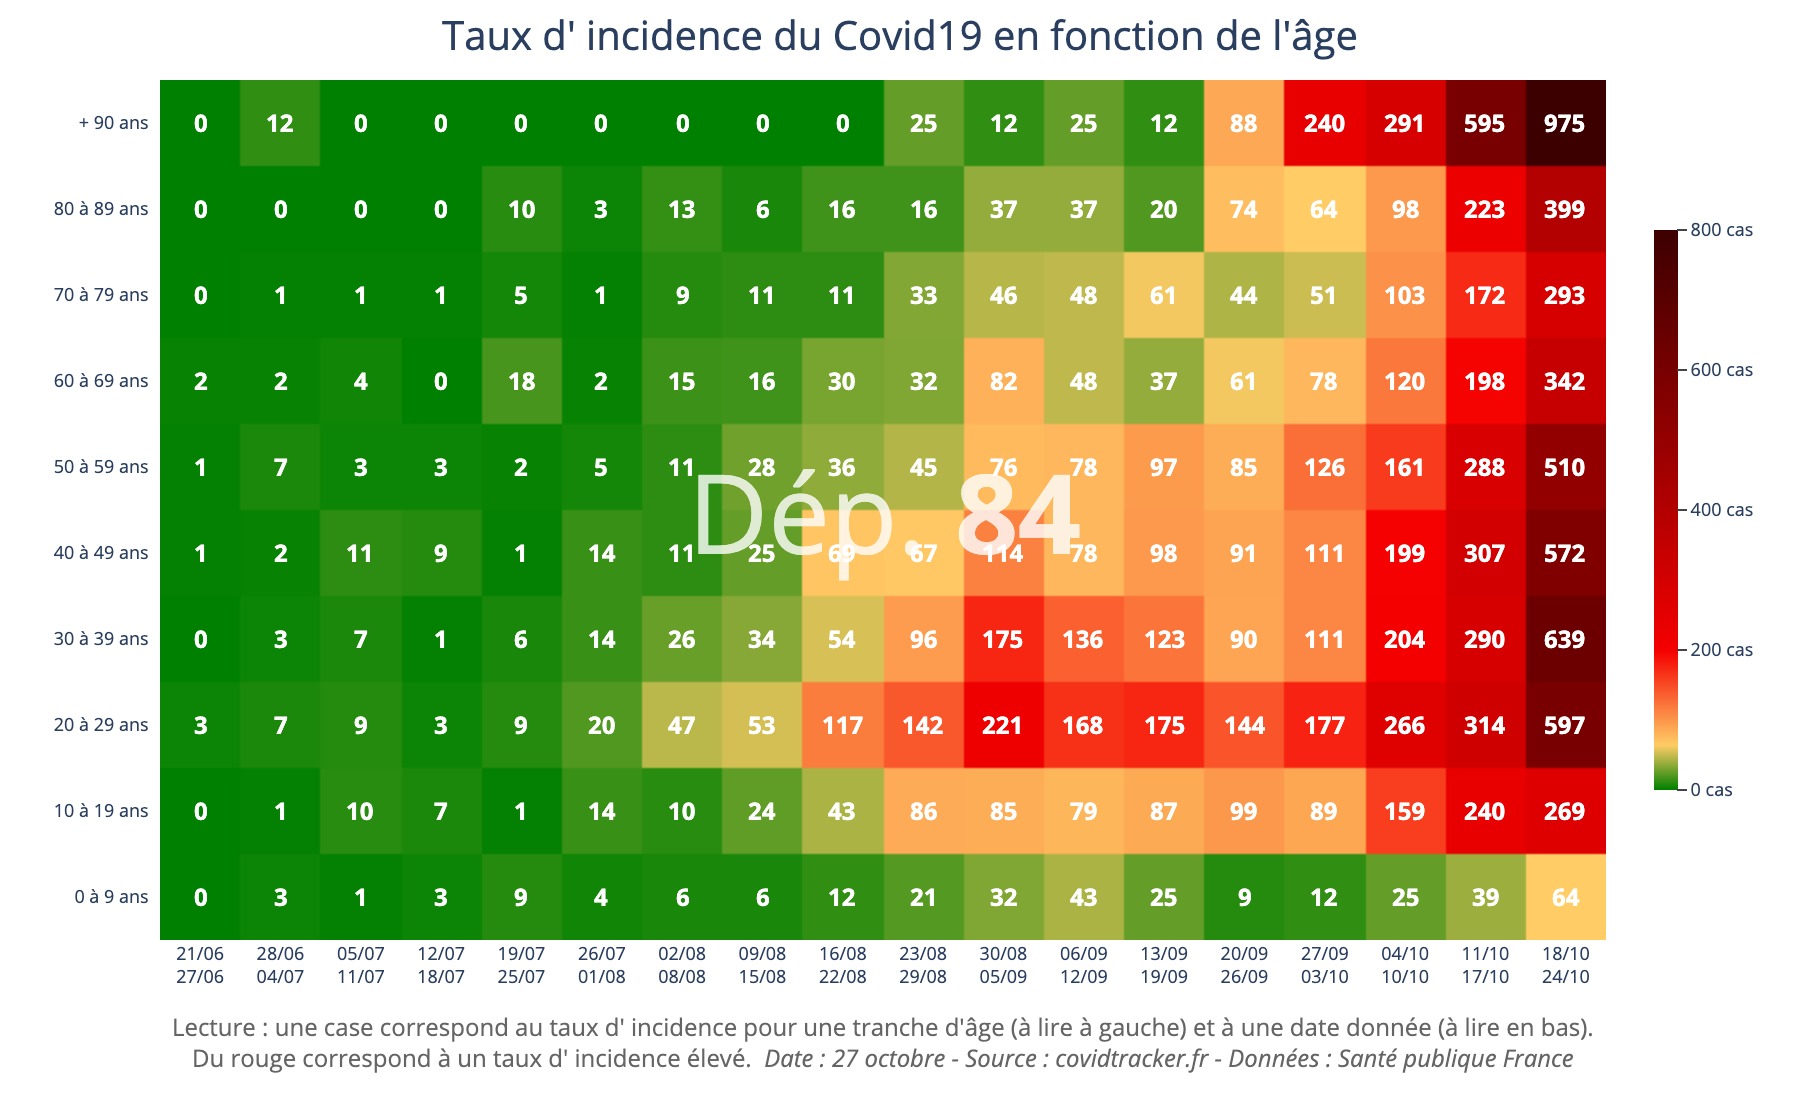 Taux d' incidence du Covid19 en fonction de l'âge
+ 90 ans 0 12 0 0 0 0 0 0 0 25 12 25 12 88 240 291 595 975
80 à 89 ans 0 0 0 0 10 3 13 6 16 16 37 37 20 74 64 98 223 399
70 à 79 ans 0 1 1 1 5 1 9 11 11 33 46 48 61 44 51 103 172 293
60 à 69 ans 2 2 4 0 18 2 15 16 30 32 82 48 37 61 78 120 198 342
50 à 59 ans 1 7 3 3 2 5 11 28 36 45 76 78 97 85 126 161 288 510
Dép. 84
40 à 49 ans 1 2 11 9 1 14 11 25 69 67 114 78 98 91 111 199 307 572
30 à 39 ans 0 3 7 1 6 14 26 34 54 96 175 136 123 90 111 204 290 639
20 à 29 ans 3 7 9 3 9 20 47 53 117 142 221 168 175 144 177 266 314 597
10 à 19 ans 0 1 10 7 1 14 10 24 43 86 85 79 87 99 89 159 240 269
0 à 9 ans 0 3 1 3 9 4 6 6 12 21 32 43 25 9 12 25 39 64
21/06 28/06 05/07 12/07 19/07 26/07 02/08 09/08 16/08 23/08 30/08 06/09 13/09 20/09 27/09 04/10 11/10 18/10
27/06 04/07 11/07 18/07 25/07 01/08 08/08 15/08 22/08 29/08 05/09 12/09 19/09 26/09 03/10 10/10 17/10 24/10
800 cas
600 cas
400 cas
200 cas
0 cas
Lecture : une case correspond au taux d' incidence pour une tranche d'âge (à lire à gauche) et à une date donnée (à lire en bas).
Du rouge correspond à un taux d' incidence élevé. Date : 27 octobre - Source : covidtracker.fr - Données : Santé publique France